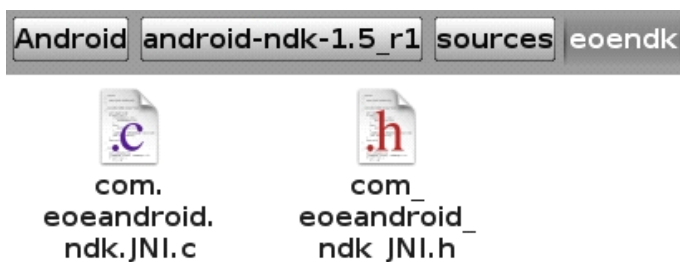 Android android-ndk-1.5_r1 sources eoendk
.c .h
com. com_
eoeandroid. eoeandroid_
ndk.JNI.c ndk_JNI.h